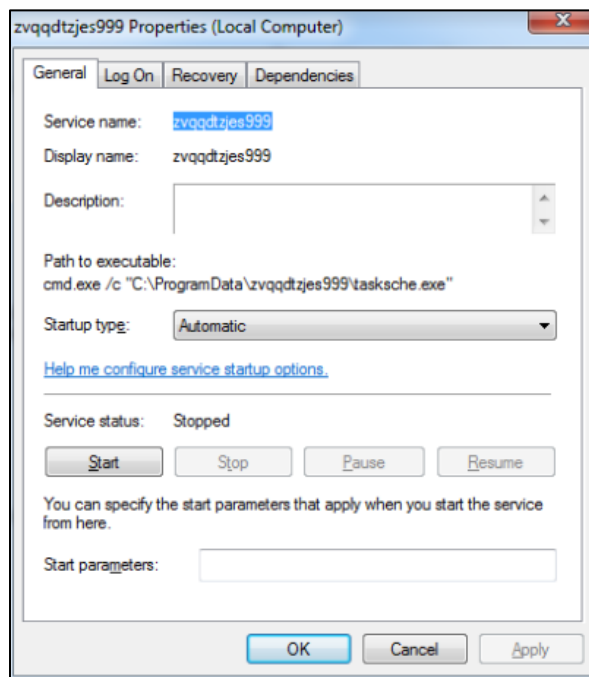 zvqqdtzjes999 Properties (Local Computer)
General Log On Recovery Dependencies
Service name: zvqqdtzjes999
Display name: zvqqdtzjes999
Description:
Path to executable:
cmd.exe /c "C:\ProgramData\zvqqdtzjes999\tasksche.exe"
Startup type: Automatic
Help me configure service startup options.
Service status: Stopped
Start Stop Pause Resume
You can specify the start parameters that apply when you start the service
from here.
Start parameters:
OK Cancel Apply